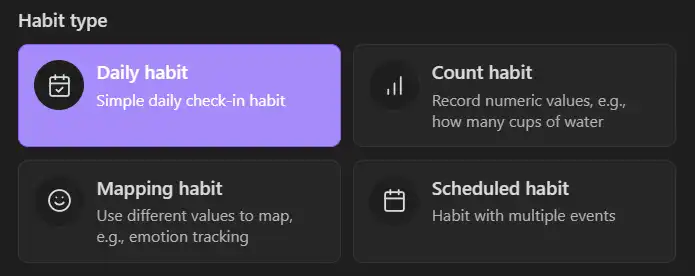 Habit type
Daily habit
Simple daily check-in habit
Count habit
Record numeric values, e.g.,
how many cups of water
Mapping habit
Use different values to map,
e.g., emotion tracking
Scheduled habit
Habit with multiple events